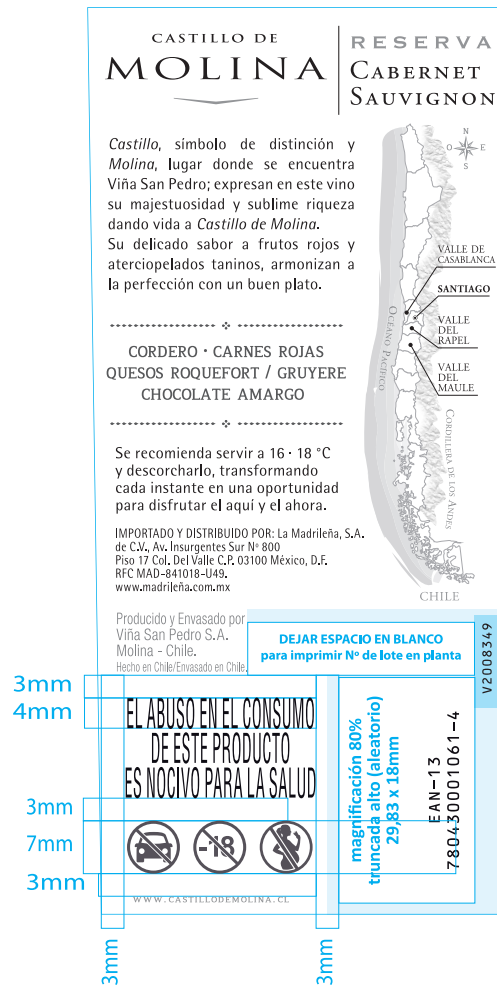 CASTILLO DE
MOLINA
RESERVA
CABERNET
SAUVIGNON
Castillo, símbolo de distinción y
Molina, lugar donde se encuentra
Viña San Pedro; expresan en este vino
su majestuosidad y sublime riqueza
dando vida a Castillo de Molina.
Su delicado sabor a frutos rojos y
aterciopelados taninos, armonizan a
la perfección con un buen plato.
CORDERO · CARNES ROJAS
QUESOS ROQUEFORT / GRUYERE
CHOCOLATE AMARGO
Se recomienda servir a 16 · 18 °C
y descorcharlo, transformando
cada instante en una oportunidad
para disfrutar el aquí y el ahora.
IMPORTADO Y DISTRIBUIDO POR: La Madrileña, S.A.
de C.V., Av. Insurgentes Sur Nº 800
Piso 17 Col. Del Valle C.P. 03100 México, D.F.
RFC MAD-841018-U49.
www.madrileña.com.mx
Producido y Envasado por
Viña San Pedro S.A.
Molina - Chile.
Hecho en Chile/Envasado en Chile.
N
O E
S
VALLE DE
CASABLANCA
SANTIAGO
VALLE
DEL
RAPEL
VALLE
DEL
MAULE
OCEANO PACIFICO
CORDILLERA DE LOS ANDES
CHILE
DEJAR ESPACIO EN BLANCO
para imprimir Nº de lote en planta
V2008349
3mm
4mm
EL ABUSO EN EL CONSUMO
DE ESTE PRODUCTO
ES NOCIVO PARA LA SALUD
3mm
7mm
-18
3mm
WWW.CASTILLODEMOLINA.CL
3mm
3mm
magnificación 80%
truncada alto (aleatorio)
29,83 x 18mm
EAN-13
780430001061-4